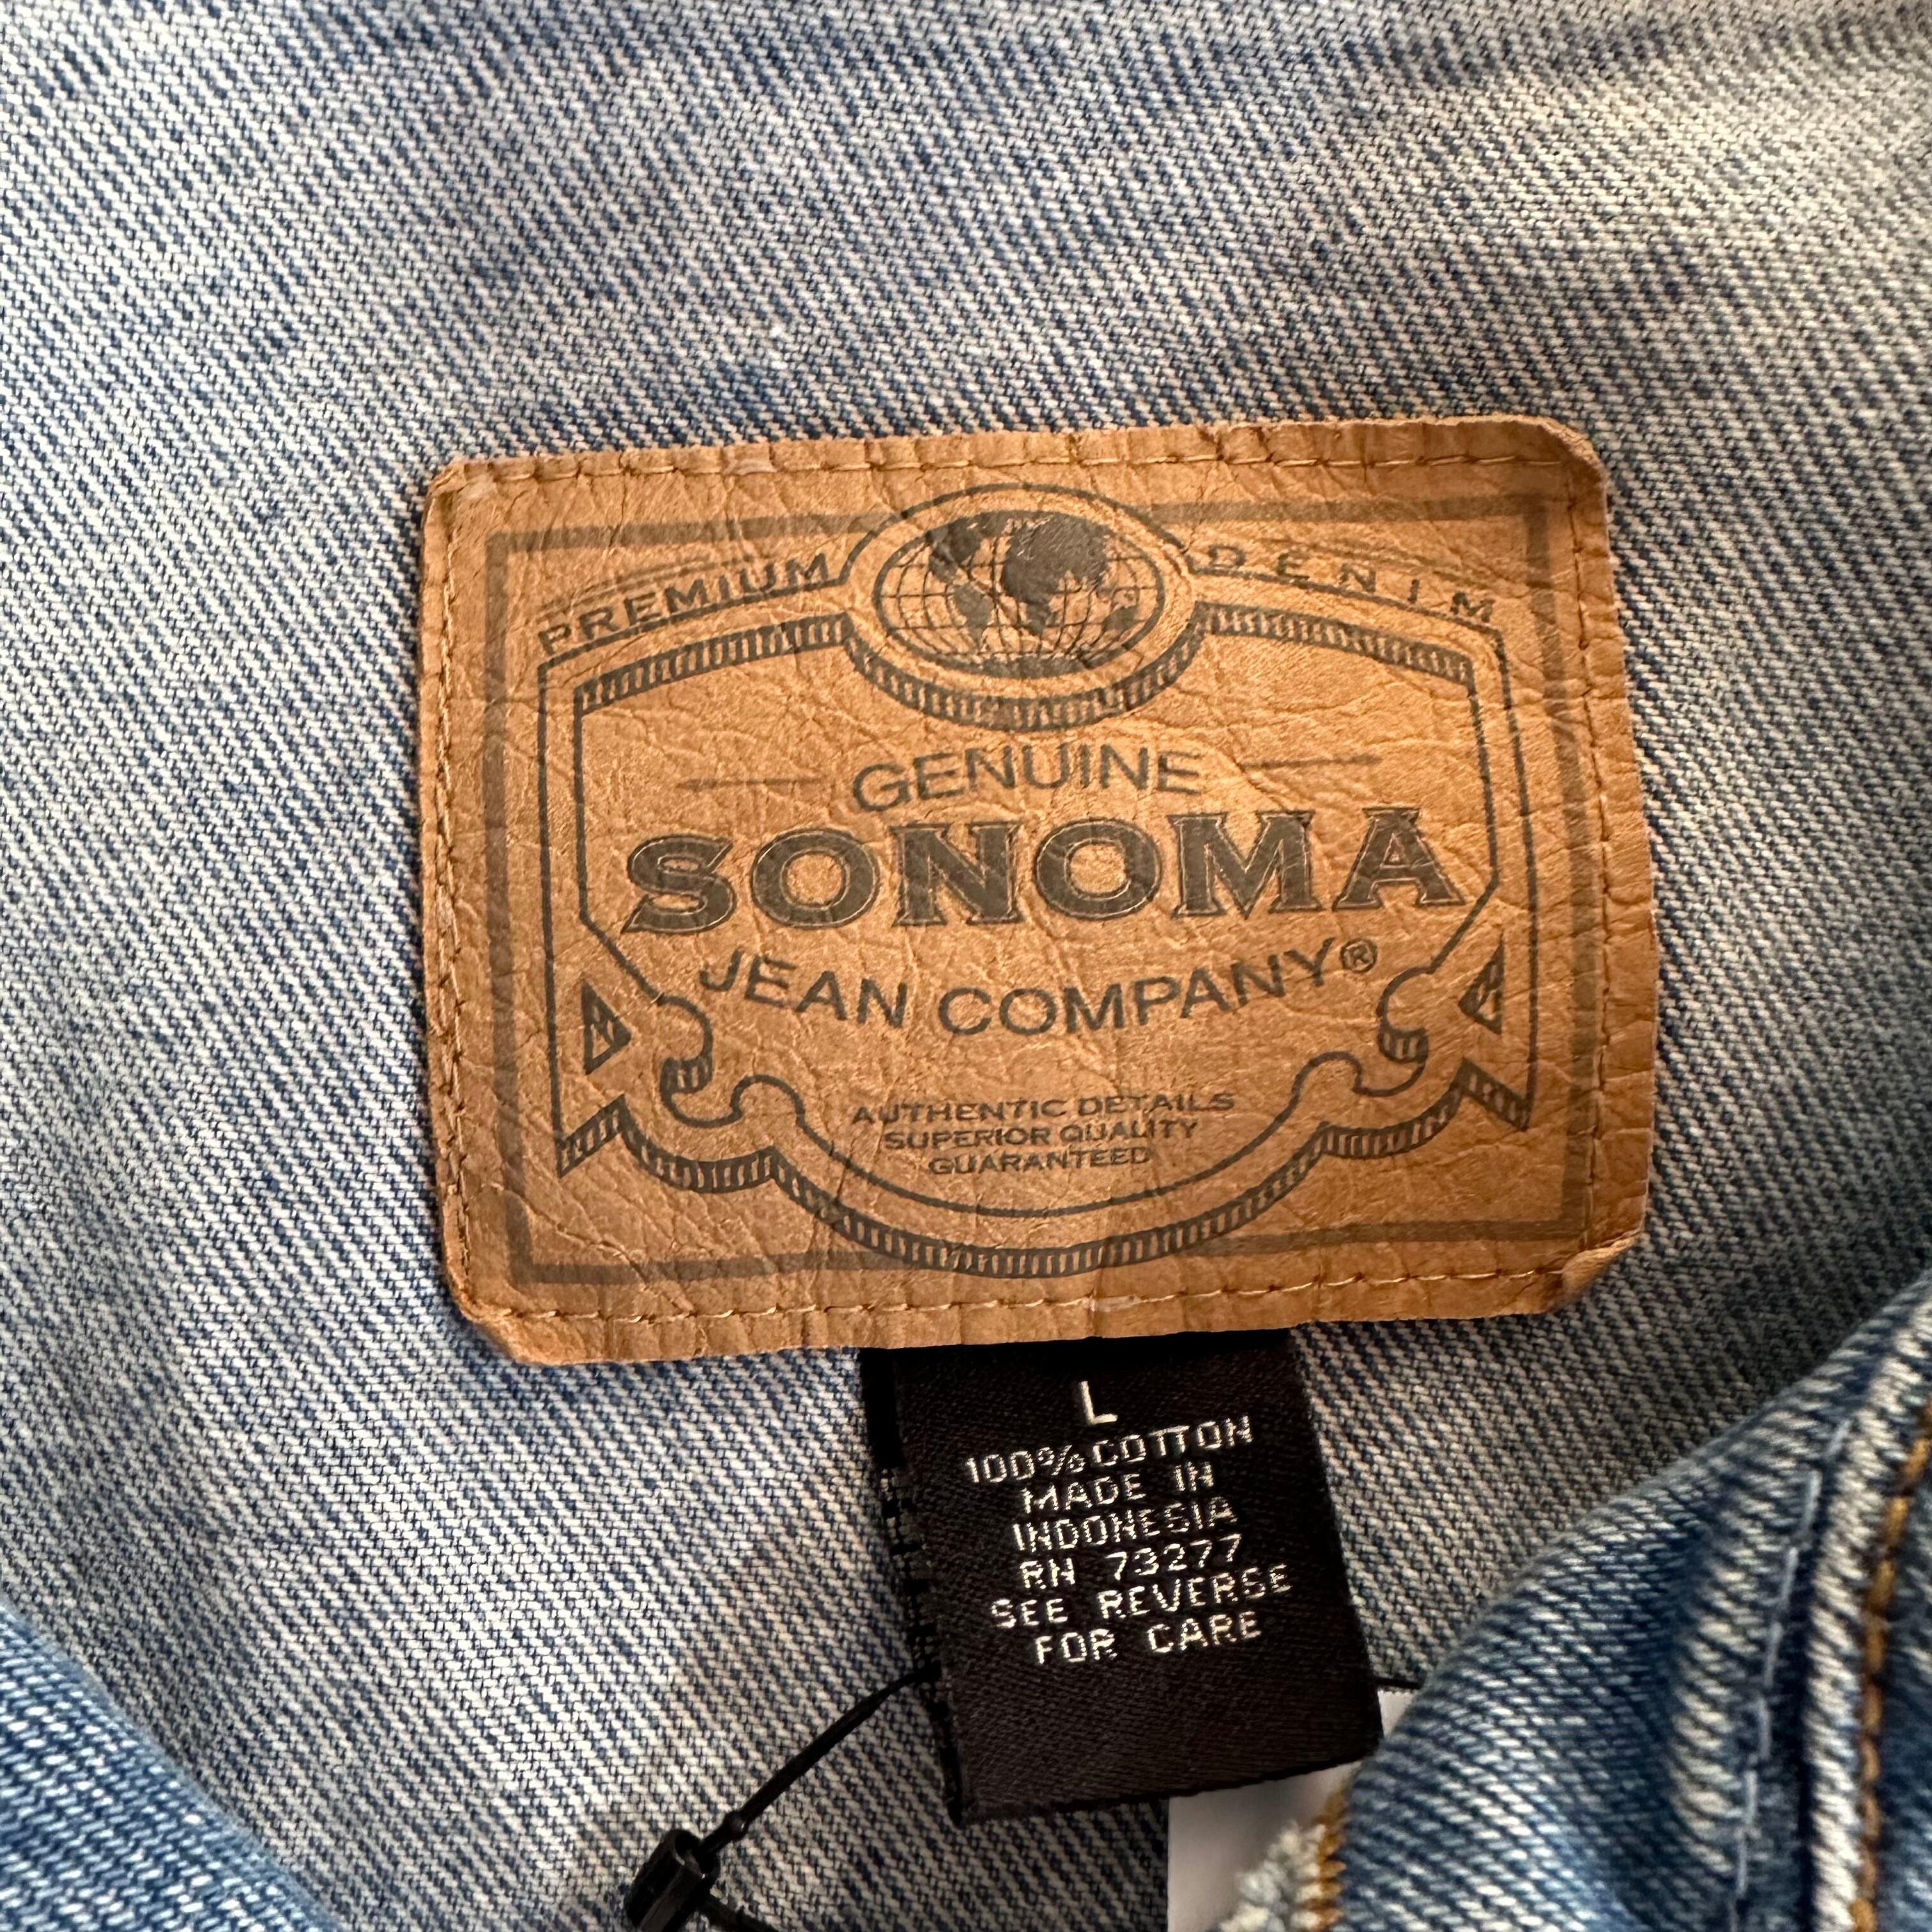 PREMIUM DENIM
GENUINE
SONOMA
JEAN COMPANY®
AUTHENTIC DETAILS
SUPERIOR QUALITY
GUARANTEED
L
100% COTTON
MADE IN
INDONESIA
RN 73277
SEE REVERSE
FOR CARE